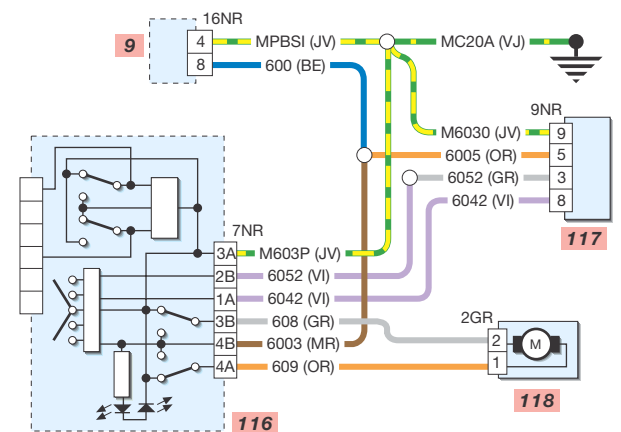 16NR
9
4 MPBSI (JV) MC20A (VJ)
8 600 (BE)
9NR
M6030 (JV) 9
6005 (OR) 5
6052 (GR) 3
6042 (VI) 8
117
7NR
3A M603P (JV)
2B 6052 (VI)
1A 6042 (VI)
3B 608 (GR)
4B 6003 (MR)
4A 609 (OR)
116
2GR
2 M
1
118